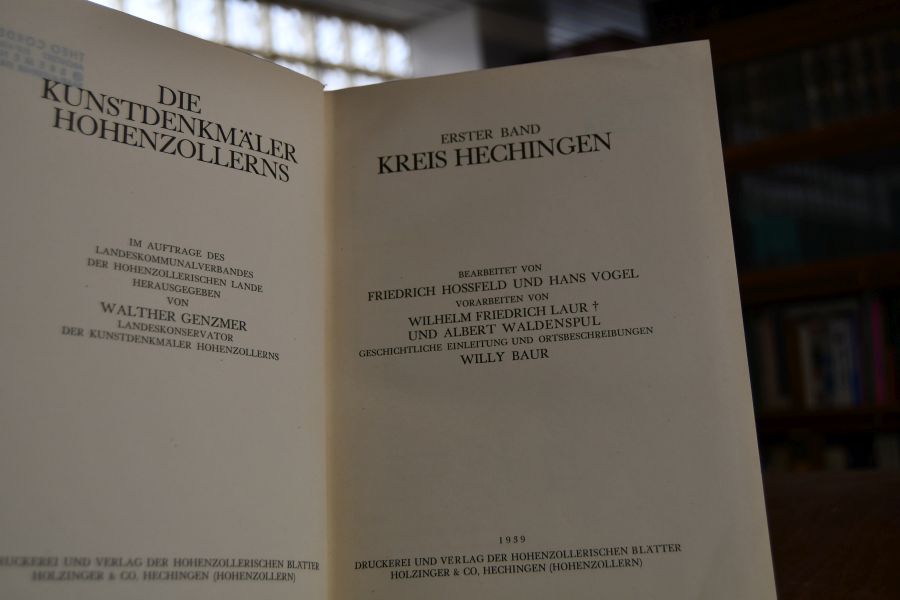 THEO
DIE
KUNSTDENKMÄLER
HOHENZOLLERNS
IM AUFTRAGE DES
LANDESKOMMUNALVERBANDES
DER HOHENZOLLERISCHEN LANDE
HERAUSGEGEBEN
VON
WALTHER GENZMER
LANDESKONSERVATOR
DER KUNSTDENKMÄLER HOHENZOLLERNS
DRUCKEREI UND VERLAG DER HOHENZOLLERISCHEN BLÄTTER
HOLZINGER & CO. HECHINGEN (HOHENZOLLERN)
ERSTER BAND
KREIS HECHINGEN
BEARBEITET VON
FRIEDRICH HOSSFELD UND HANS VOGEL
VORARBEITEN VON
WILHELM FRIEDRICH LAUR †
UND ALBERT WALDENSPUL
GESCHICHTLICHE EINLEITUNG UND ORTSBESCHREIBUNGEN
WILLY BAUR
1939
DRUCKEREI UND VERLAG DER HOHENZOLLERISCHEN BLÄTTER
HOLZINGER & CO, HECHINGEN (HOHENZOLLERN)